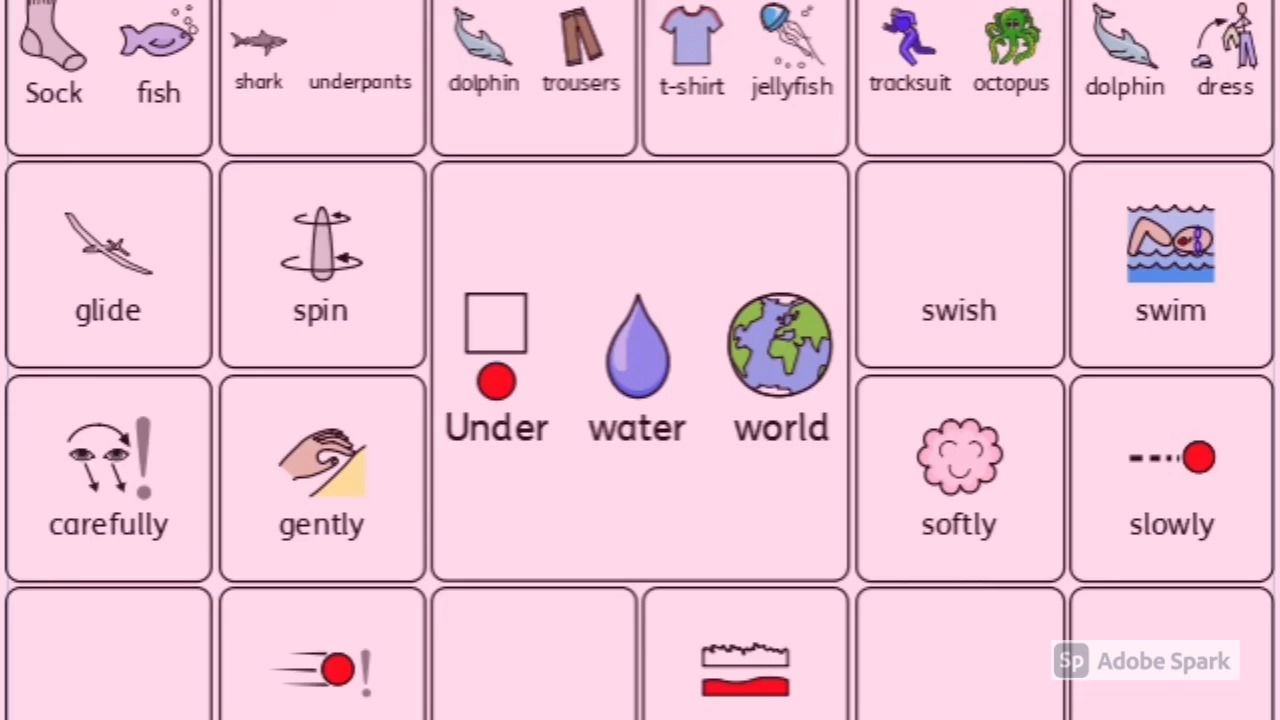 Sock fish
shark underpants
dolphin trousers
t-shirt jellyfish
tracksuit octopus
dolphin dress
glide
spin
Under water world
swish
swim
carefully
gently
softly
slowly
Sp Adobe Spark